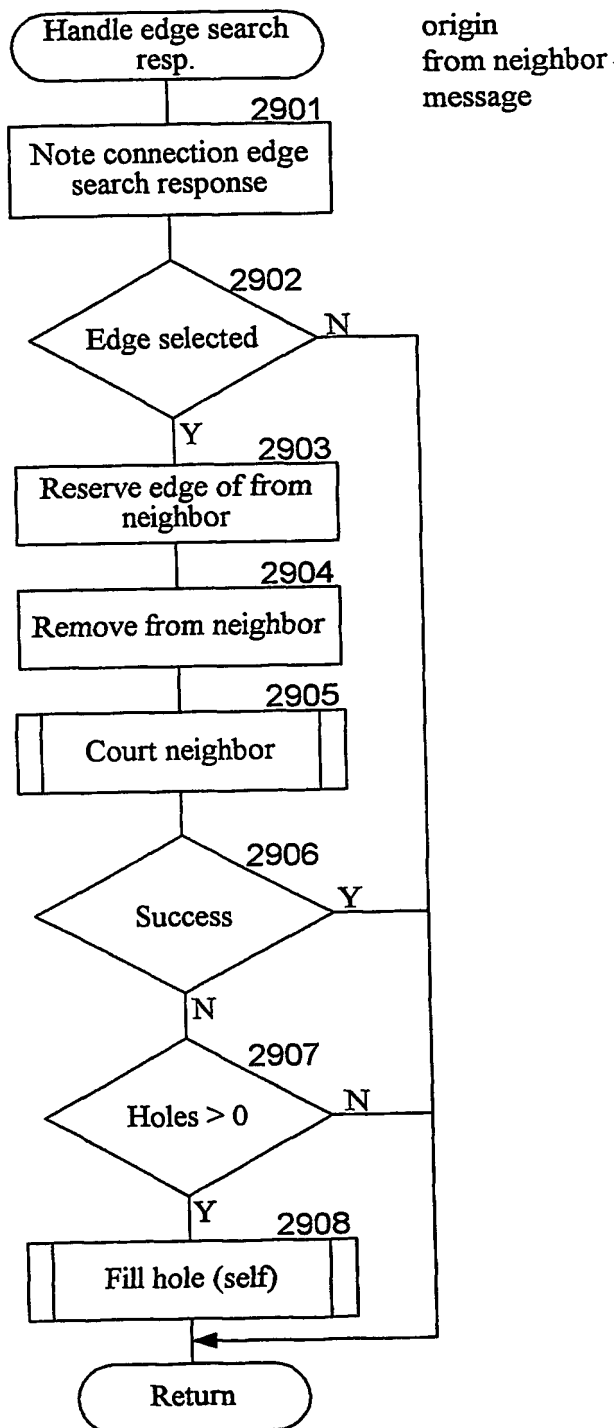 Handle edge search
resp.
origin
from neighbor
message
2901
Note connection edge
search response
2902
Edge selected
N
Y
2903
Reserve edge of from
neighbor
2904
Remove from neighbor
2905
Court neighbor
2906
Success
Y
N
2907
Holes > 0
N
Y
2908
Fill hole (self)
Return